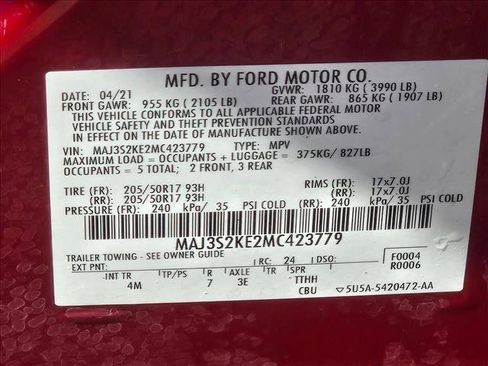 MFD. BY FORD MOTOR CO.
DATE: 04/21 GVWR: 1810 KG ( 3990 LB)
FRONT GAWR: 955 KG ( 2105 LB) REAR GAWR: 865 KG ( 1907 LB)
THIS VEHICLE CONFORMS TO ALL APPLICABLE FEDERAL MOTOR
VEHICLE SAFETY AND THEFT PREVENTION STANDARDS
IN EFFECT ON THE DATE OF MANUFACTURE SHOWN ABOVE.
VIN: MAJ3S2KE2MC423779 TYPE: MPV
MAXIMUM LOAD = OCCUPANTS + LUGGAGE = 375KG/ 827LB
OCCUPANTS = 5 TOTAL; 2 FRONT, 3 REAR
TIRE (FR): 205/50R17 93H RIMS (FR): 17x7.0J
PRESSURE (FR): 240 kPa/ 35 PSI COLD
TIRE (RR): 205/50R17 93H RIMS (RR): 17x7.0J
PRESSURE (RR): 240 kPa/ 35 PSI COLD
MAJ3S2KE2MC423779
TRAILER TOWING - SEE OWNER GUIDE
EXT PNT: RC: 24 DSO: F0004
R0006
INT TR TP/PS R AXLE TR SPR
4M 7 3E TTHH
CBU ▽5U5A-5420472-AA